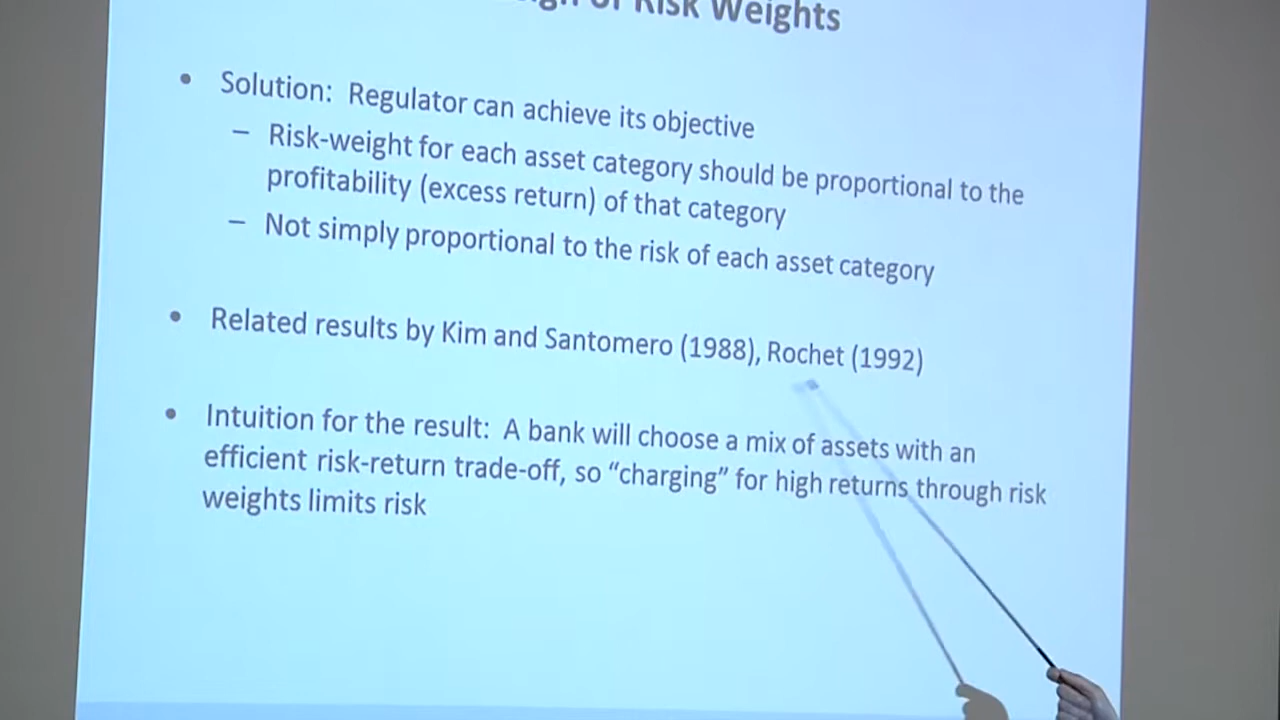 of Risk Weights
• Solution: Regulator can achieve its objective
– Risk-weight for each asset category should be proportional to the
profitability (excess return) of that category
– Not simply proportional to the risk of each asset category
• Related results by Kim and Santomero (1988), Rochet (1992)
• Intuition for the result: A bank will choose a mix of assets with an
efficient risk-return trade-off, so “charging” for high returns through risk
weights limits risk